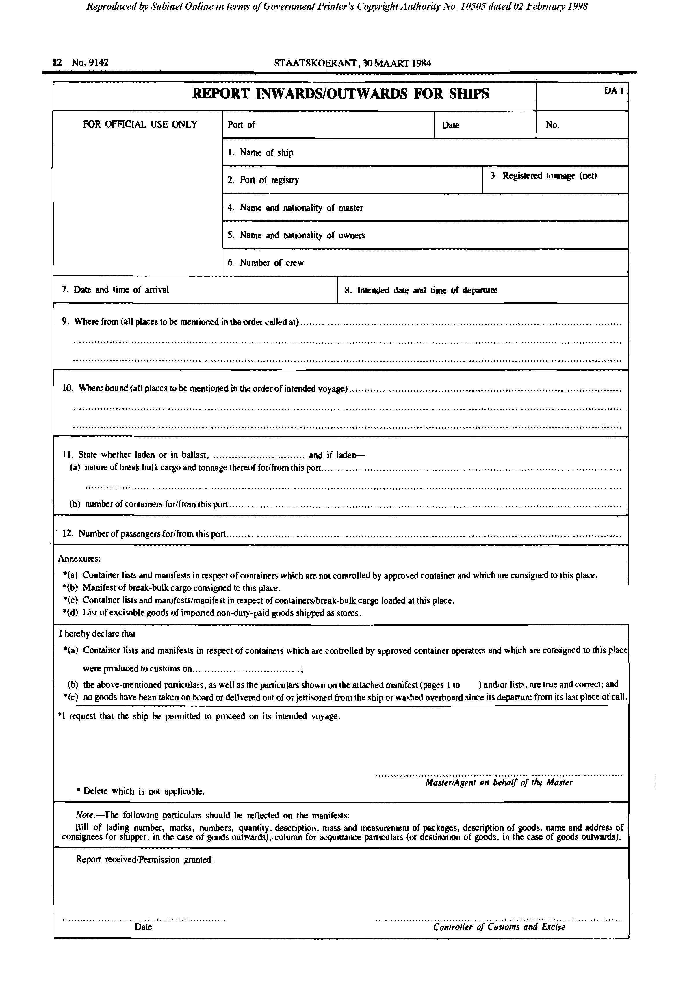 Reproduced by Sabinet Online in terms of Government Printer's Copyright Authority No. 10505 dated 02 February 1998
12 No. 9142 STAATSKOERANT, 30 MAART 1984
REPORT INWARDS/OUTWARDS FOR SHIPS DA 1
FOR OFFICIAL USE ONLY Port of Date No.
1. Name of ship
2. Port of registry 3. Registered tonnage (net)
4. Name and nationality of master
5. Name and nationality of owners
6. Number of crew
7. Date and time of arrival 8. Intended date and time of departure
9. Where from (all places to be mentioned in the order called at)
10. Where bound (all places to be mentioned in the order of intended voyage)
11. State whether laden or in ballast, ............................ and if laden—
(a) nature of break bulk cargo and tonnage thereof for/from this port
(b) number of containers for/from this port
12. Number of passengers for/from this port
Annexures:
*(a) Container lists and manifests in respect of containers which are not controlled by approved container and which are consigned to this place.
*(b) Manifest of break-bulk cargo consigned to this place.
*(c) Container lists and manifests/manifest in respect of containers/break-bulk cargo loaded at this place.
*(d) List of excisable goods of imported non-duty-paid goods shipped as stores.
I hereby declare that
*(a) Container lists and manifests in respect of containers which are controlled by approved container operators and which are consigned to this place
were produced to customs on..................................;
(b) the above-mentioned particulars, as well as the particulars shown on the attached manifest (pages 1 to ) and/or lists, are true and correct; and
*(c) no goods have been taken on board or delivered out of or jettisoned from the ship or washed overboard since its departure from its last place of call.
*I request that the ship be permitted to proceed on its intended voyage.
Master/Agent on behalf of the Master
* Delete which is not applicable.
Note.—The following particulars should be reflected on the manifests:
Bill of lading number, marks, numbers, quantity, description, mass and measurement of packages, description of goods, name and address of
consignees (or shipper, in the case of goods outwards), column for acquittance particulars (or destination of goods, in the case of goods outwards).
Report received/Permission granted.
Date Controller of Customs and Excise